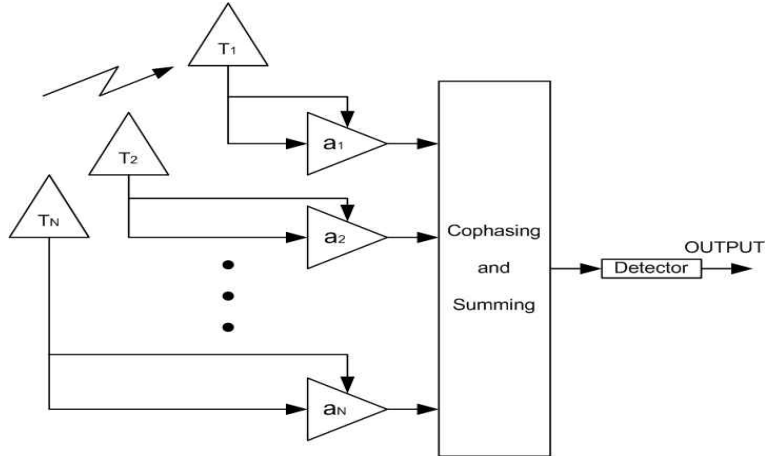 T1
a1
T2
a2
TN
aN
Cophasing
and
Summing
Detector
OUTPUT